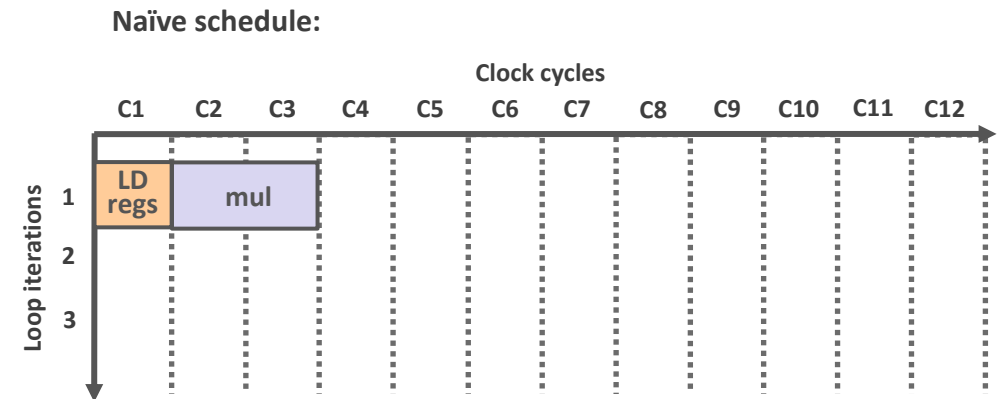 Naïve schedule:
Clock cycles
C1 C2 C3 C4 C5 C6 C7 C8 C9 C10 C11 C12
Loop iterations
1
LD
regs
mul
2
3